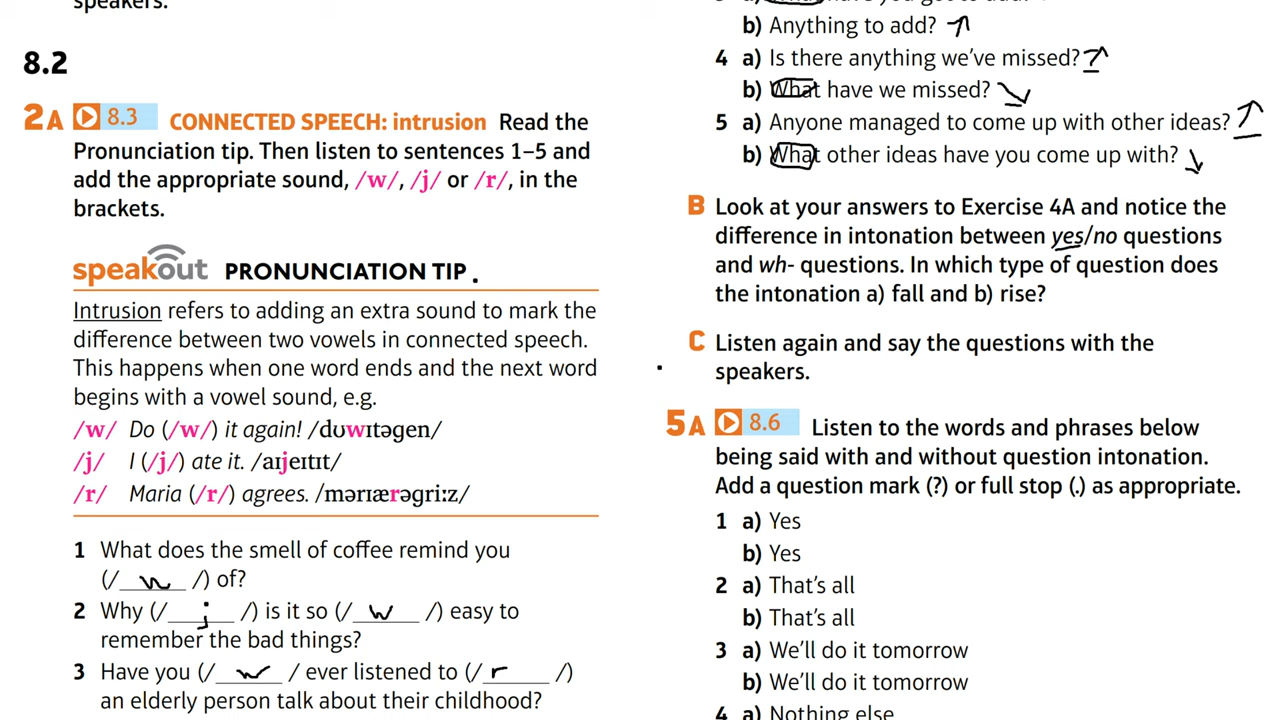 speakers.
8.2
2A 8.3 CONNECTED SPEECH: intrusion Read the
Pronunciation tip. Then listen to sentences 1–5 and
add the appropriate sound, /w/, /j/ or /r/, in the
brackets.
speakout PRONUNCIATION TIP
Intrusion refers to adding an extra sound to mark the
difference between two vowels in connected speech.
This happens when one word ends and the next word
begins with a vowel sound, e.g.
/w/ Do (/w/) it again! /dʊwɪtəgen/
/j/ I (/j/) ate it. /aɪjeɪtɪt/
/r/ Maria (/r/) agrees. /mərɪærəgriːz/
1 What does the smell of coffee remind you
(/ w /) of?
2 Why (/ j /) is it so (/ w /) easy to
remember the bad things?
3 Have you (/ w / ever listened to (/ r /)
an elderly person talk about their childhood?
b) Anything to add?
4 a) Is there anything we've missed?
b) What have we missed?
5 a) Anyone managed to come up with other ideas?
b) What other ideas have you come up with?
B Look at your answers to Exercise 4A and notice the
difference in intonation between yes/no questions
and wh- questions. In which type of question does
the intonation a) fall and b) rise?
C Listen again and say the questions with the
speakers.
5A 8.6 Listen to the words and phrases below
being said with and without question intonation.
Add a question mark (?) or full stop (.) as appropriate.
1 a) Yes
b) Yes
2 a) That's all
b) That's all
3 a) We'll do it tomorrow
b) We'll do it tomorrow
4 a) Nothing else